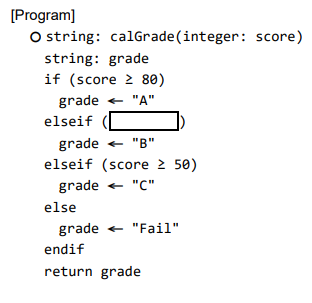 [Program]
○ string: calGrade(integer: score)
string: grade
if (score ≥ 80)
grade ← "A"
elseif (          )
grade ← "B"
elseif (score ≥ 50)
grade ← "C"
else
grade ← "Fail"
endif
return grade